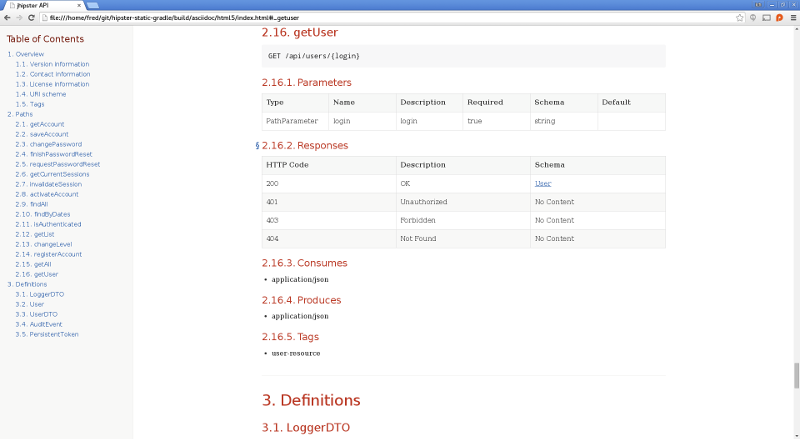 jhipster API
file:///home/fred/git/jhipster-static-gradle/build/asciidoc/html5/index.html#_getuser
Table of Contents
1. Overview
1.1. Version information
1.2. Contact information
1.3. License information
1.4. URI scheme
1.5. Tags
2. Paths
2.1. getAccount
2.2. saveAccount
2.3. changePassword
2.4. finishPasswordReset
2.5. requestPasswordReset
2.6. getCurrentSessions
2.7. invalidateSession
2.8. activateAccount
2.9. findAll
2.10. findByDates
2.11. isAuthenticated
2.12. getList
2.13. changeLevel
2.14. registerAccount
2.15. getAll
2.16. getUser
3. Definitions
3.1. LoggerDTO
3.2. User
3.3. UserDTO
3.4. AuditEvent
3.5. PersistentToken
2.16. getUser
GET /api/users/{login}
2.16.1. Parameters
Type Name Description Required Schema Default
PathParameter login login true string
§ 2.16.2. Responses
HTTP Code Description Schema
200 OK User
401 Unauthorized No Content
403 Forbidden No Content
404 Not Found No Content
2.16.3. Consumes
• application/json
2.16.4. Produces
• application/json
2.16.5. Tags
• user-resource
3. Definitions
3.1. LoggerDTO